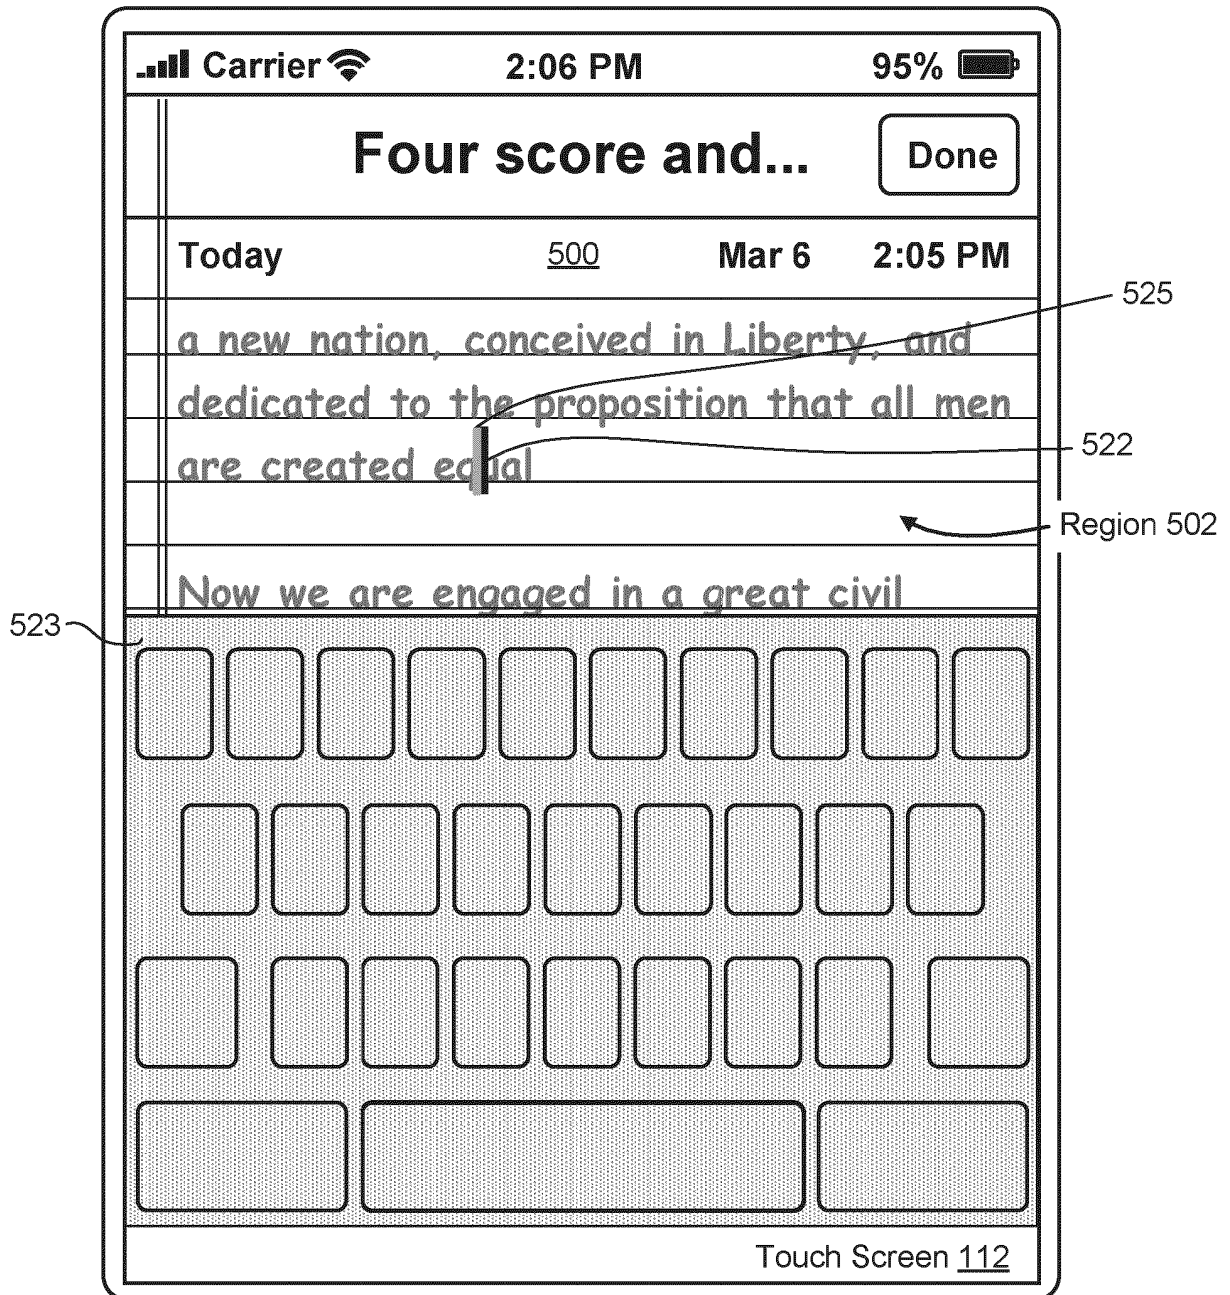 Carrier 2:06 PM 95%
Four score and... Done
Today 500 Mar 6 2:05 PM
525
a new nation, conceived in Liberty, and
dedicated to the proposition that all men
522
are created equal
Region 502
Now we are engaged in a great civil
523
Touch Screen 112